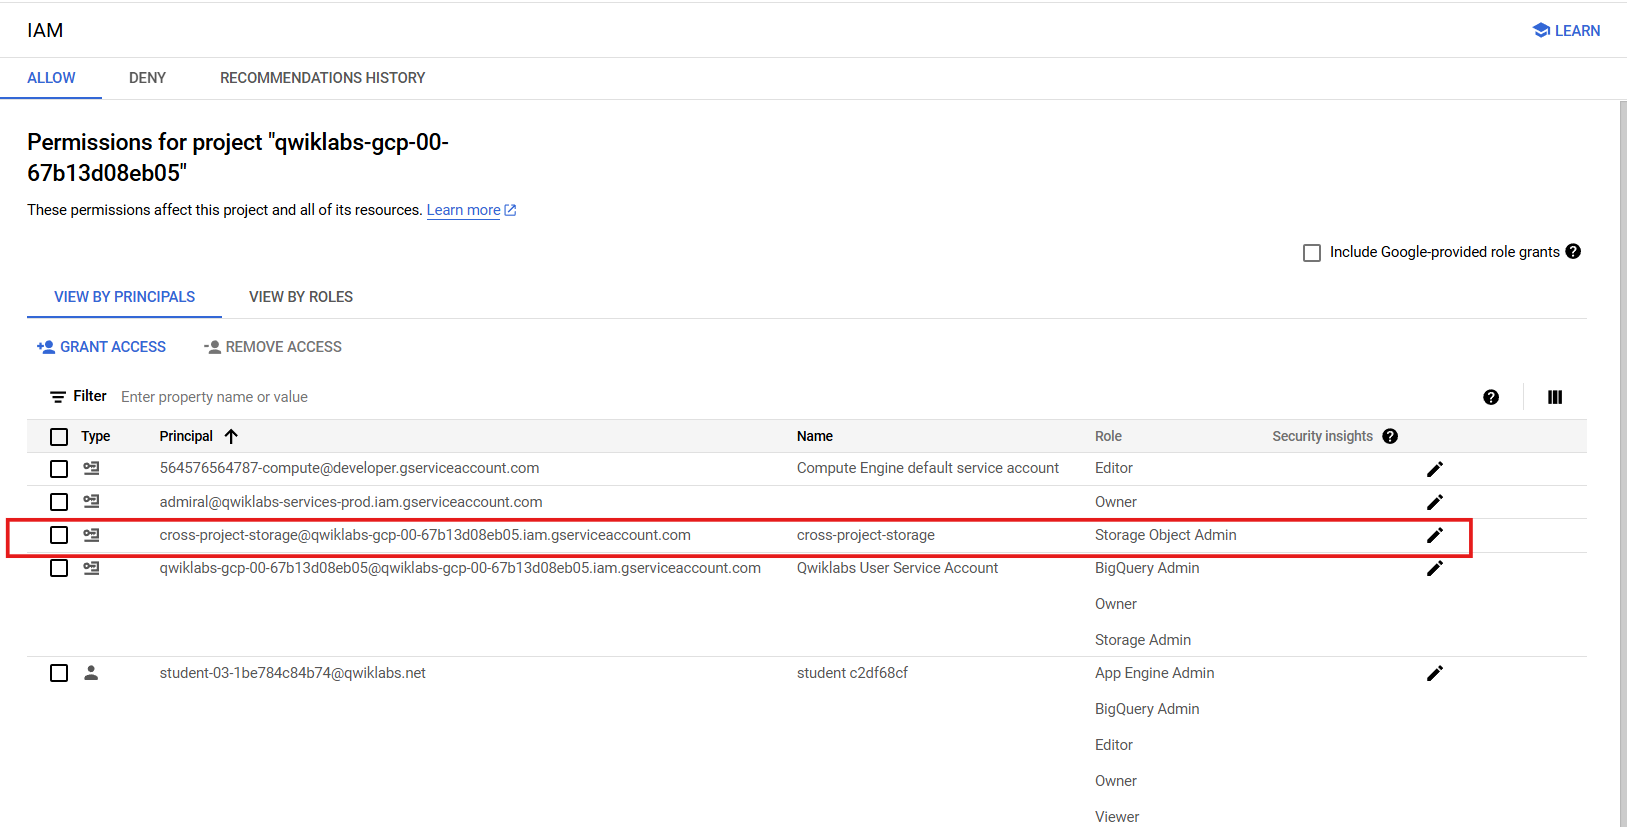 IAM
LEARN
ALLOW DENY RECOMMENDATIONS HISTORY
Permissions for project "qwiklabs-gcp-00-
67b13d08eb05"
These permissions affect this project and all of its resources. Learn more
Include Google-provided role grants
VIEW BY PRINCIPALS VIEW BY ROLES
GRANT ACCESS REMOVE ACCESS
Filter Enter property name or value
Type Principal Name Role Security insights
564576564787-compute@developer.gserviceaccount.com Compute Engine default service account Editor
admiral@qwiklabs-services-prod.iam.gserviceaccount.com Owner
cross-project-storage@qwiklabs-gcp-00-67b13d08eb05.iam.gserviceaccount.com cross-project-storage Storage Object Admin
qwiklabs-gcp-00-67b13d08eb05@qwiklabs-gcp-00-67b13d08eb05.iam.gserviceaccount.com Qwiklabs User Service Account BigQuery Admin
Owner
Storage Admin
student-03-1be784c84b74@qwiklabs.net student c2df68cf App Engine Admin
BigQuery Admin
Editor
Owner
Viewer